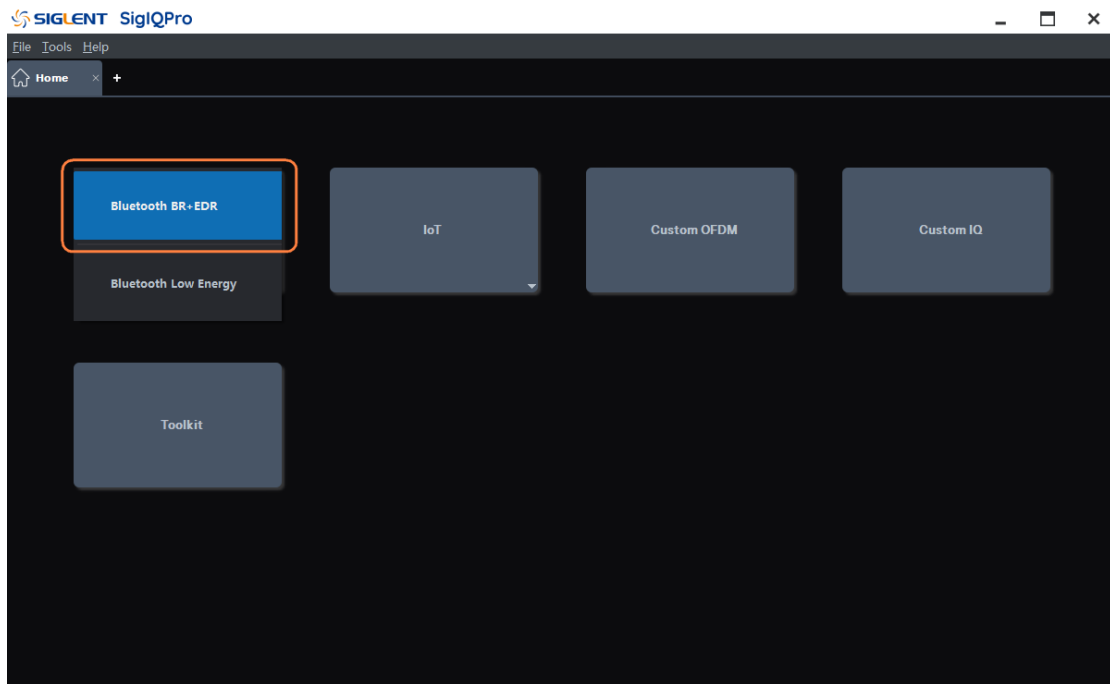 SIGLENT SigIQPro
File Tools Help
Home × +
Bluetooth BR+EDR
Bluetooth Low Energy
IoT
Custom OFDM
Custom IQ
Toolkit